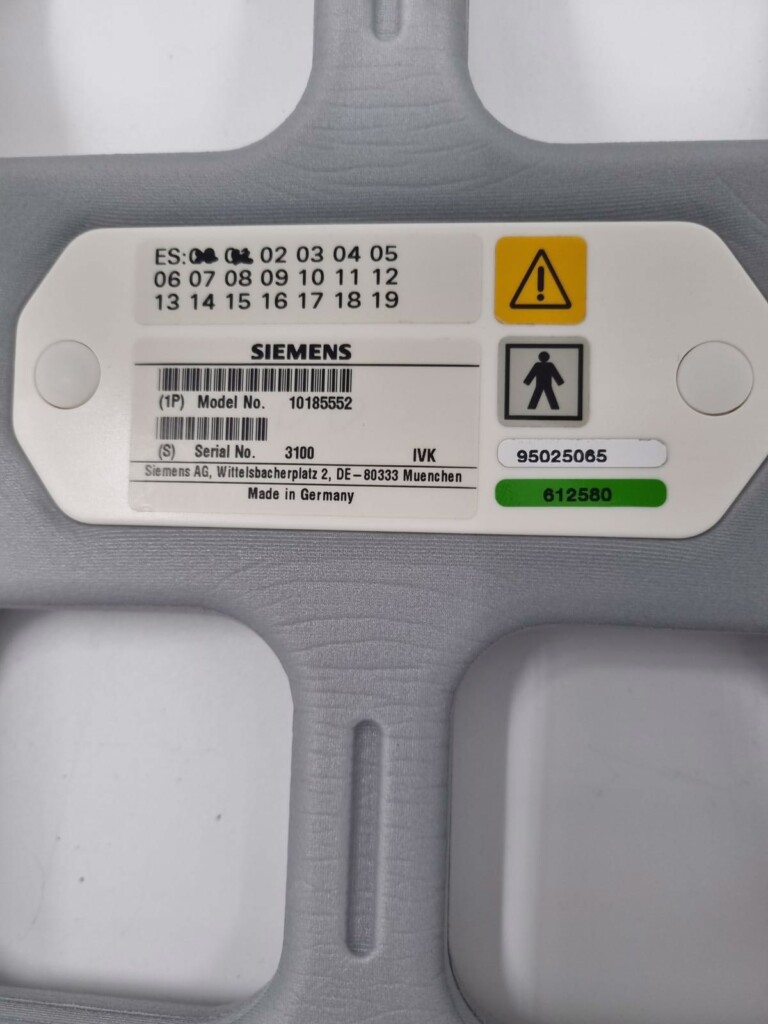 ES: 02 03 04 05
06 07 08 09 10 11 12
13 14 15 16 17 18 19
SIEMENS
(1P) Model No. 10185552
(S) Serial No. 3100 IVK
Siemens AG, Wittelsbacherplatz 2, DE-80333 Muenchen
Made in Germany
95025065
612580